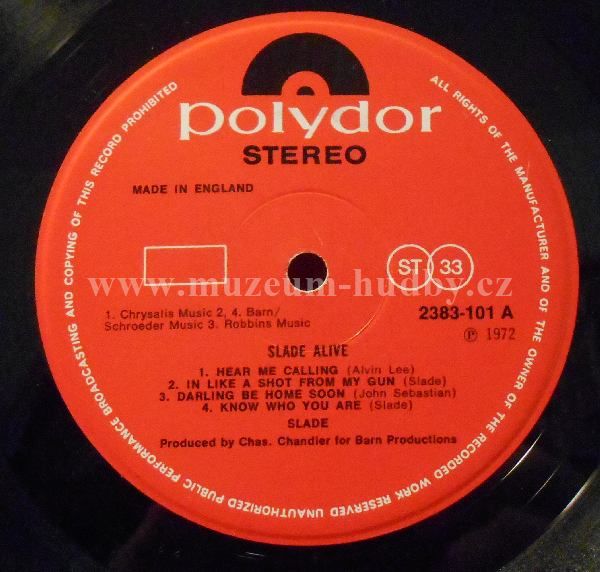 polydor
STEREO
MADE IN ENGLAND
ST 33
www.muzeum-hudby.cz
1. Chrysalis Music 2, 4. Barn/
Schroeder Music 3. Robbins Music
2383-101 A
℗ 1972
SLADE ALIVE
1. HEAR ME CALLING (Alvin Lee)
2. IN LIKE A SHOT FROM MY GUN (Slade)
3. DARLING BE HOME SOON (John Sebastian)
4. KNOW WHO YOU ARE (Slade)
SLADE
Produced by Chas. Chandler for Barn Productions
ALL RIGHTS OF THE MANUFACTURER AND OF THE OWNER OF THE RECORDED WORK RESERVED UNAUTHORIZED PUBLIC PERFORMANCE BROADCASTING AND COPYING OF THIS RECORD PROHIBITED